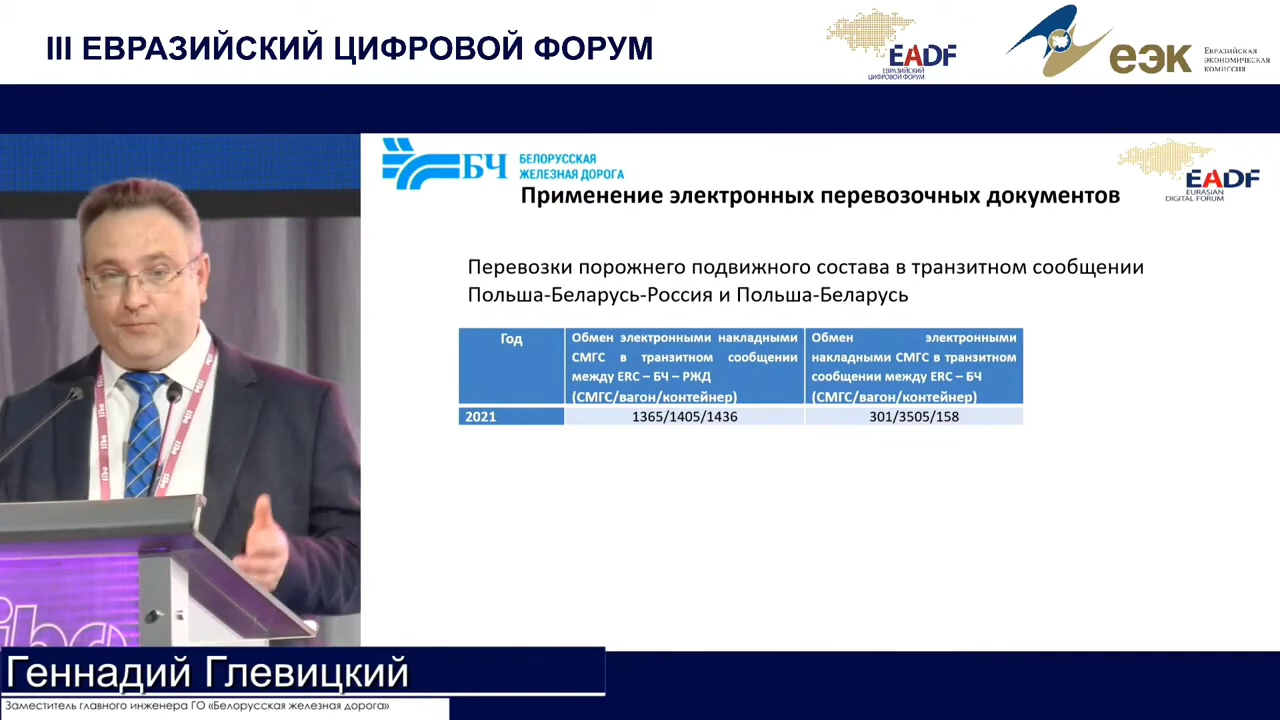 III ЕВРАЗИЙСКИЙ ЦИФРОВОЙ ФОРУМ
EADF
ЕВРАЗИЙСКИЙ
ЦИФРОВОЙ ФОРУМ
еэк
ЕВРАЗИЙСКАЯ
ЭКОНОМИЧЕСКАЯ
КОМИССИЯ
БЧ
БЕЛОРУССКАЯ
ЖЕЛЕЗНАЯ ДОРОГА
EADF
EURASIAN
DIGITAL FORUM
Применение электронных перевозочных документов
Перевозки порожнего подвижного состава в транзитном сообщении
Польша-Беларусь-Россия и Польша-Беларусь
Год
Обмен электронными накладными
СМГС в транзитном сообщении
между ERC – БЧ – РЖД
(СМГС/вагон/контейнер)
Обмен электронными
накладными СМГС в транзитном
сообщении между ERC – БЧ
(СМГС/вагон/контейнер)
2021
1365/1405/1436
301/3505/158
tibo
tibo
tibo
Геннадий Глевицкий
Заместитель главного инженера ГО «Белорусская железная дорога»